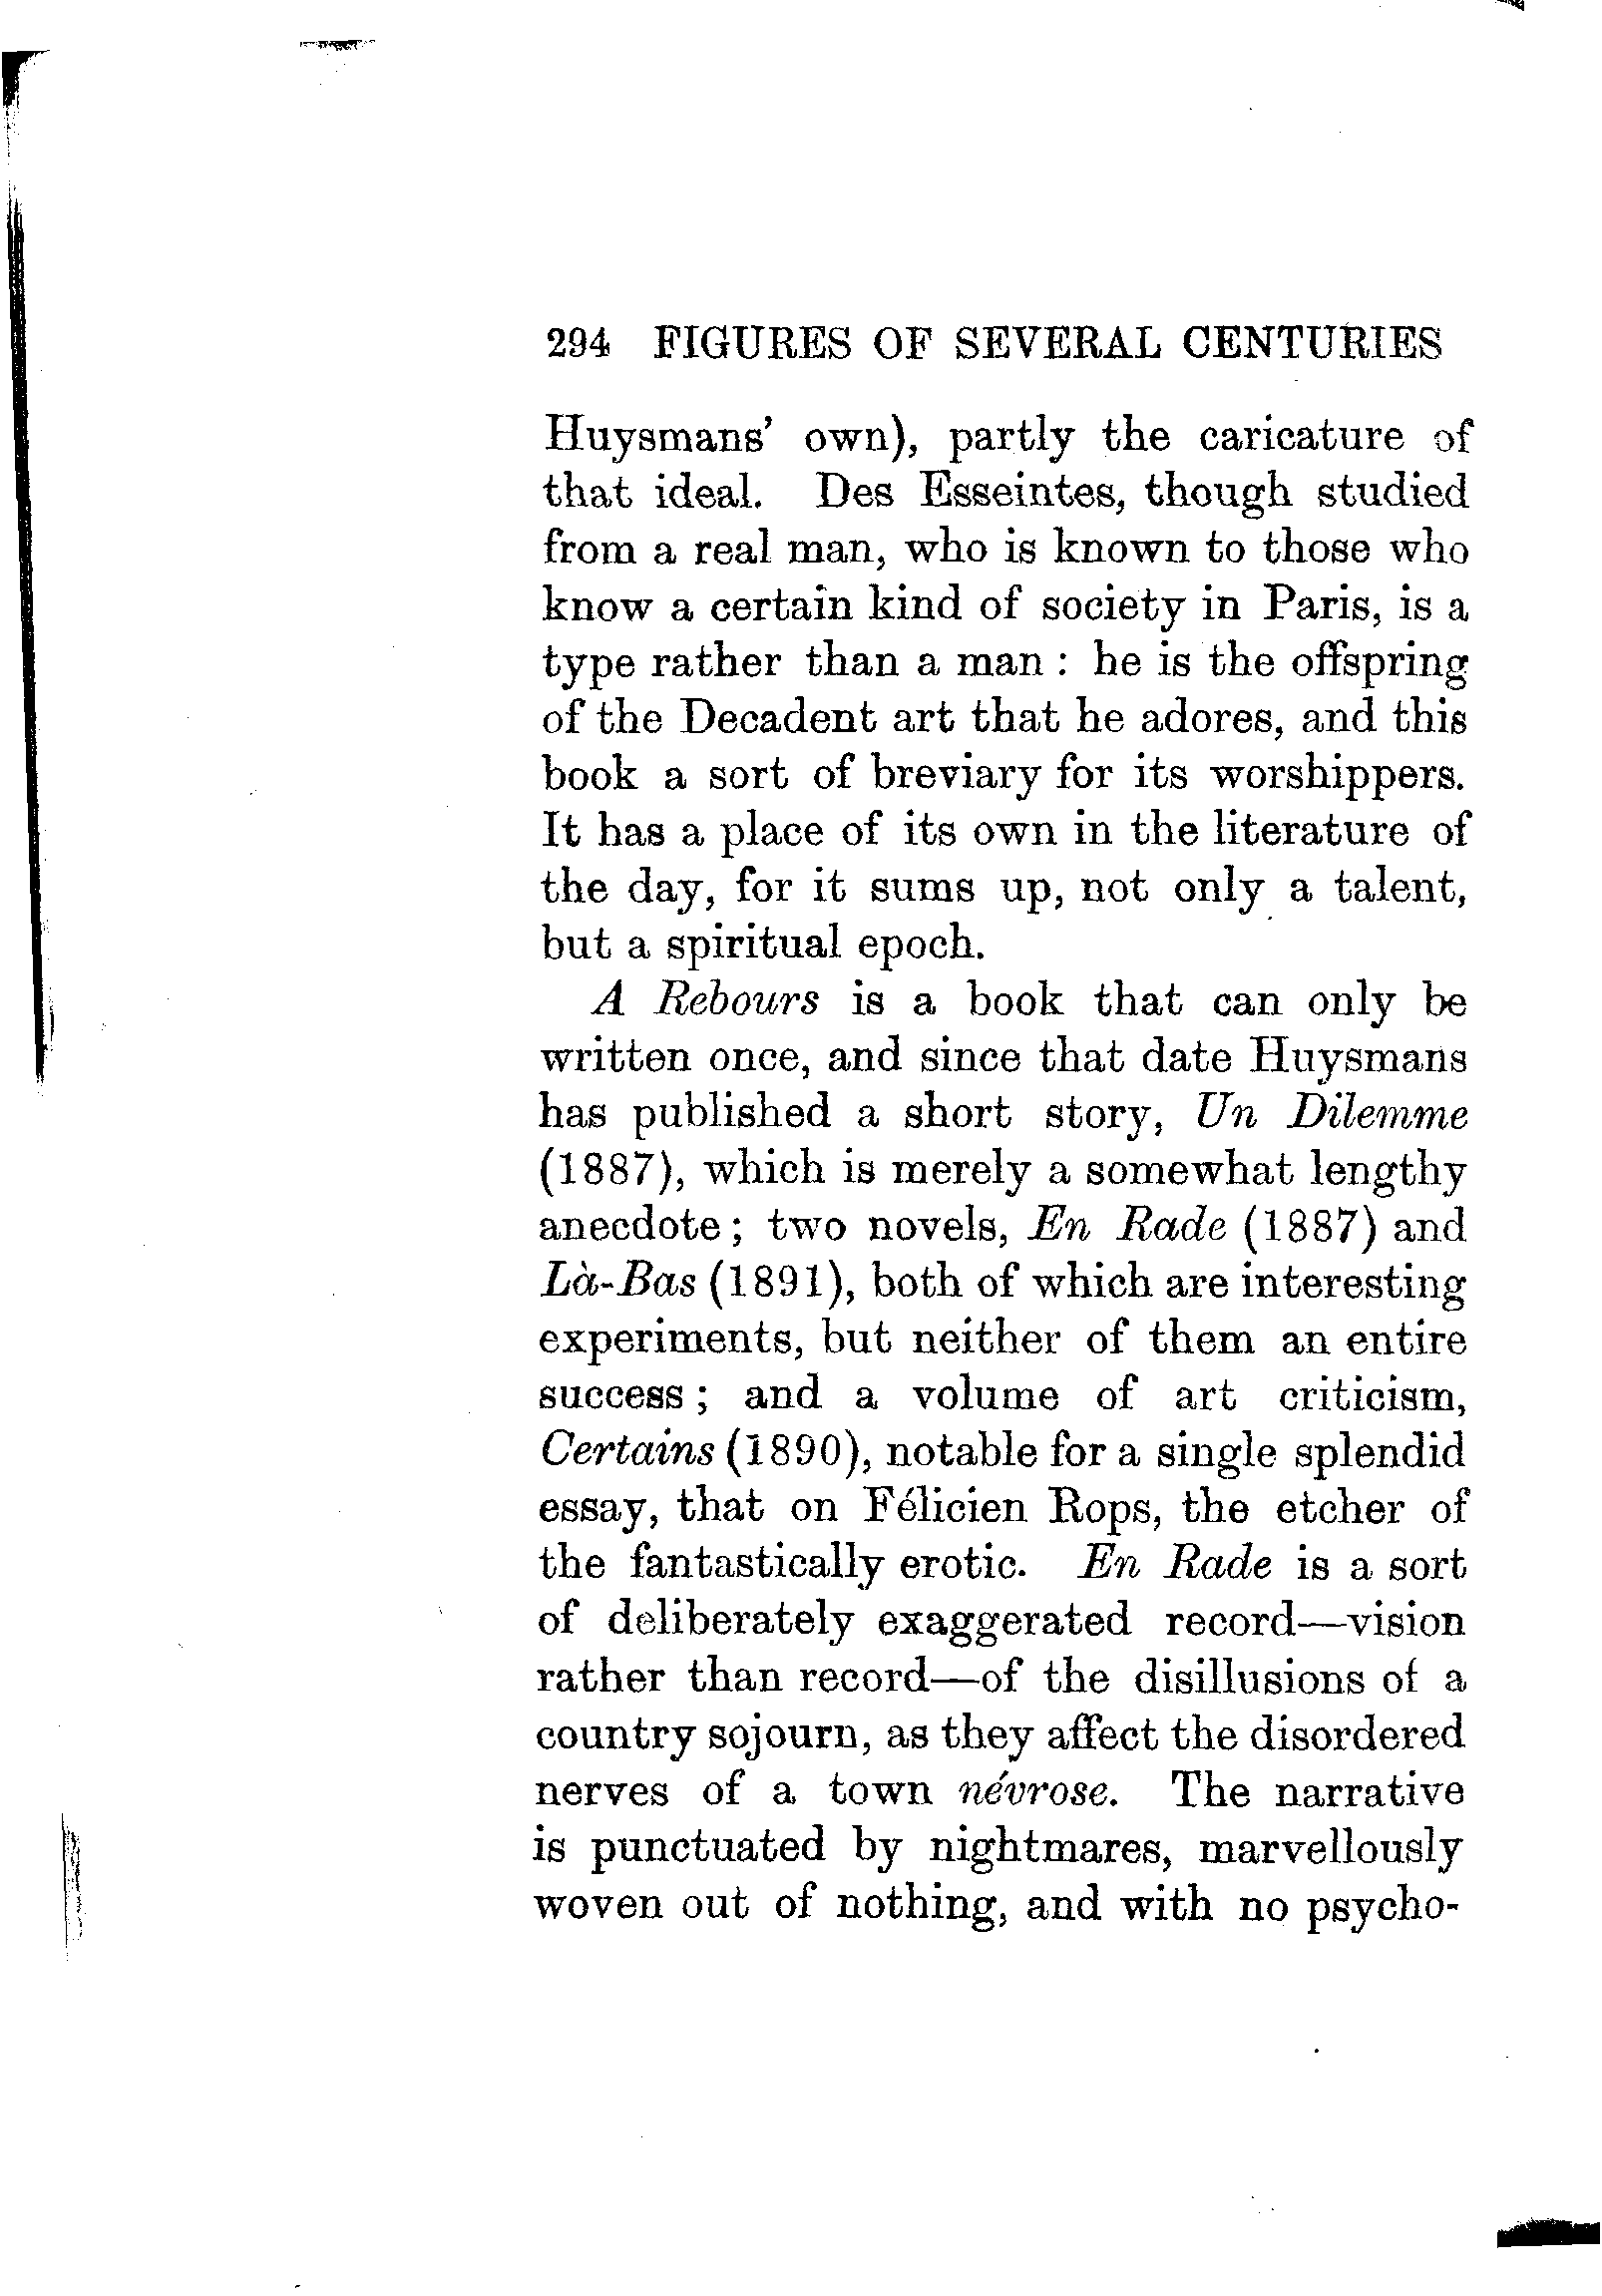 294 FIGURES OF SEVERAL CENTURIES
Huysmans’ own), partly the caricature of
that ideal. Des Esseintes, though studied
from a real man, who is known to those who
know a certain kind of society in Paris, is a
type rather than a man : he is the offspring
of the Decadent art that he adores, and this
book a sort of breviary for its worshippers.
It has a place of its own in the literature of
the day, for it sums up, not only a talent,
but a spiritual epoch.
A Rebours is a book that can only be
written once, and since that date Huysmans
has published a short story, Un Dilemme
(1887), which is merely a somewhat lengthy
anecdote ; two novels, En Rade (1887) and
Là-Bas (1891), both of which are interesting
experiments, but neither of them an entire
success ; and a volume of art criticism,
Certains (1890), notable for a single splendid
essay, that on Félicien Rops, the etcher of
the fantastically erotic. En Rade is a sort
of deliberately exaggerated record—vision
rather than record—of the disillusions of a
country sojourn, as they affect the disordered
nerves of a town névrose. The narrative
is punctuated by nightmares, marvellously
woven out of nothing, and with no psycho-